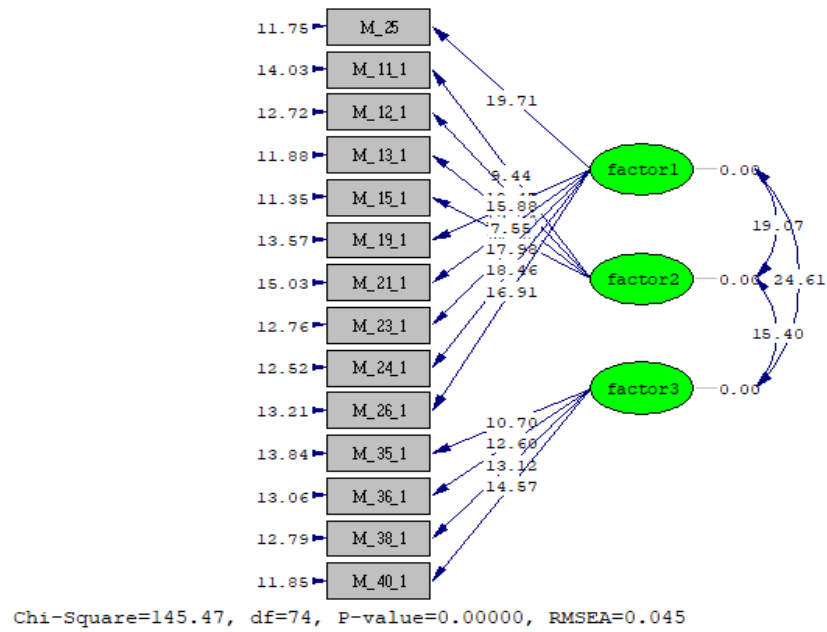 11.75 M_25
14.03 M_11_1
12.72 M_12_1
11.88 M_13_1
11.35 M_15_1
13.57 M_19_1
15.03 M_21_1
12.76 M_23_1
12.52 M_24_1
13.21 M_26_1
13.84 M_35_1
13.06 M_36_1
12.79 M_38_1
11.85 M_40_1
19.71
9.44
15.88
7.55
17.98
18.46
16.91
10.70
12.60
13.12
14.57
factor1 0.00
factor2 0.00
factor3 0.00
19.07
24.61
15.40
Chi-Square=145.47, df=74, P-value=0.00000, RMSEA=0.045